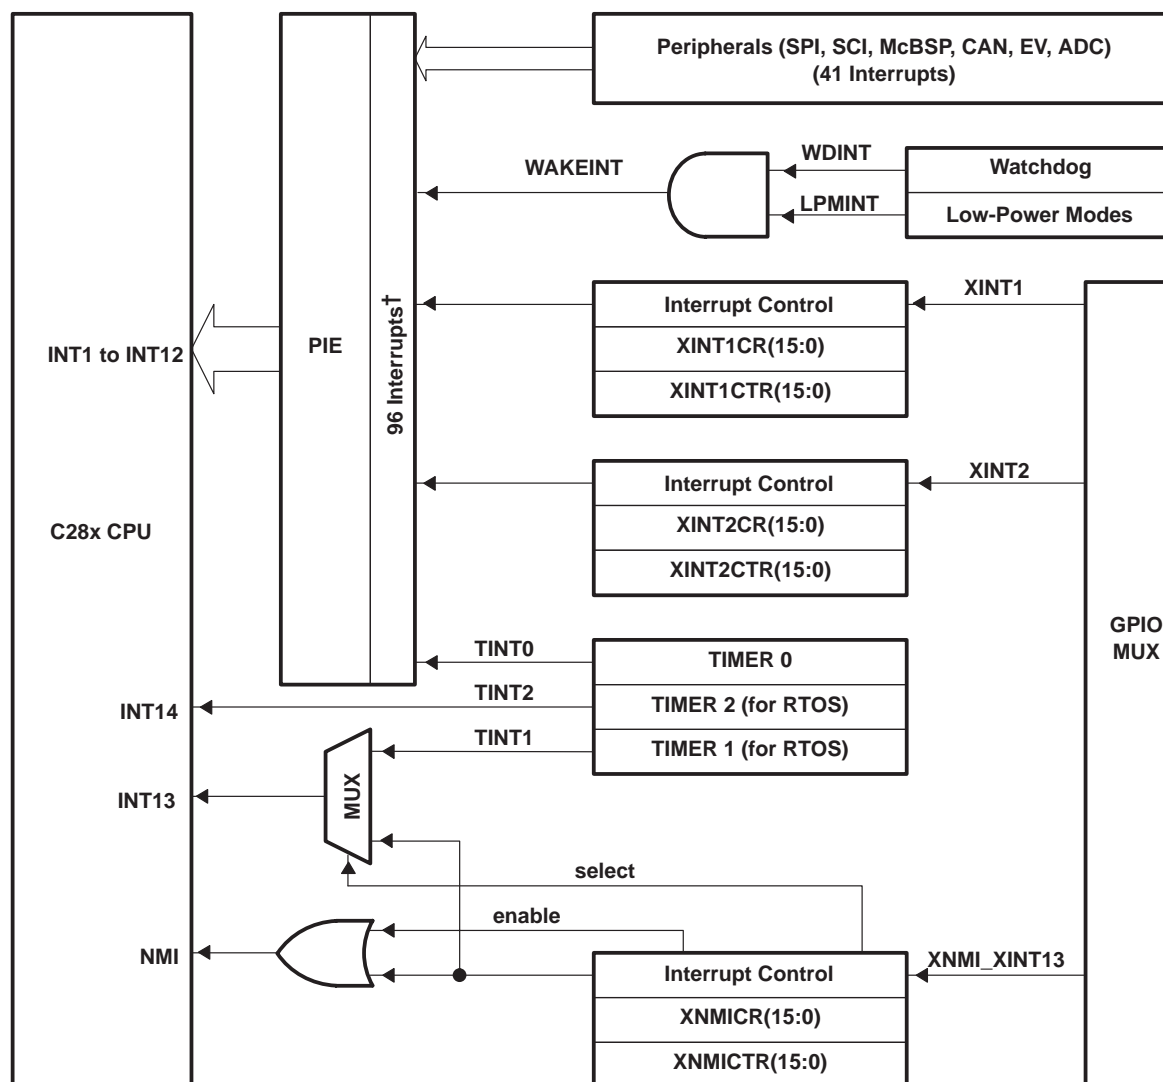 Peripherals (SPI, SCI, McBSP, CAN, EV, ADC)
(41 Interrupts)
WDINT
Watchdog
WAKEINT
LPMINT
Low-Power Modes
XINT1
Interrupt Control
XINT1CR(15:0)
XINT1CTR(15:0)
INT1 to INT12
PIE
96 Interrupts†
XINT2
Interrupt Control
XINT2CR(15:0)
XINT2CTR(15:0)
C28x CPU
GPIO
MUX
TINT0
TIMER 0
TINT2
TIMER 2 (for RTOS)
INT14
TINT1
TIMER 1 (for RTOS)
INT13
MUX
select
enable
NMI
XNMI_XINT13
Interrupt Control
XNMICR(15:0)
XNMICTR(15:0)